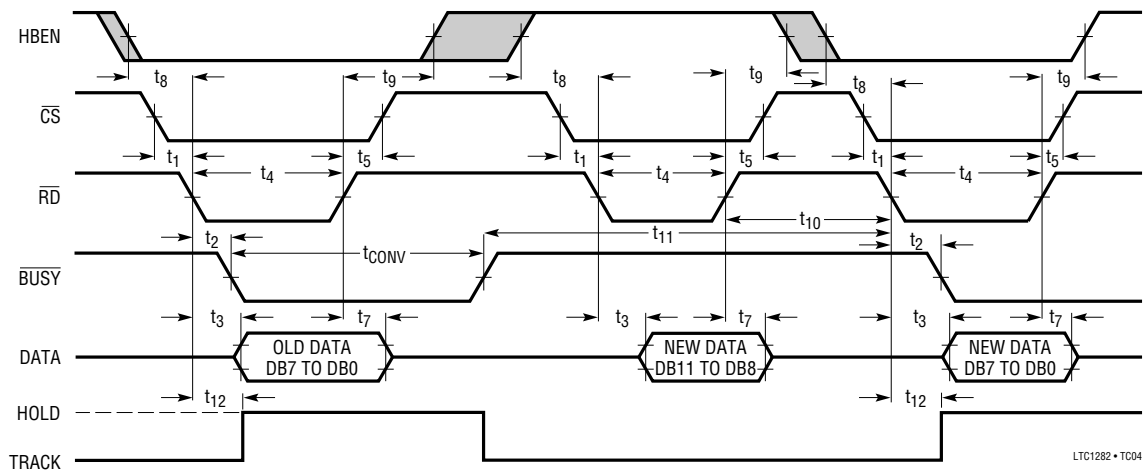 HBEN
t8 t9 t8 t9 t8 t9
CS
t1 t5 t1 t5 t1 t5
t4 t4 t4
RD
t2 t11 t10 t2
tCONV
BUSY
t3 t7 t3 t7 t3 t7
DATA
OLD DATA
DB7 TO DB0
NEW DATA
DB11 TO DB8
NEW DATA
DB7 TO DB0
t12 t12
HOLD
TRACK
LTC1282 • TC04